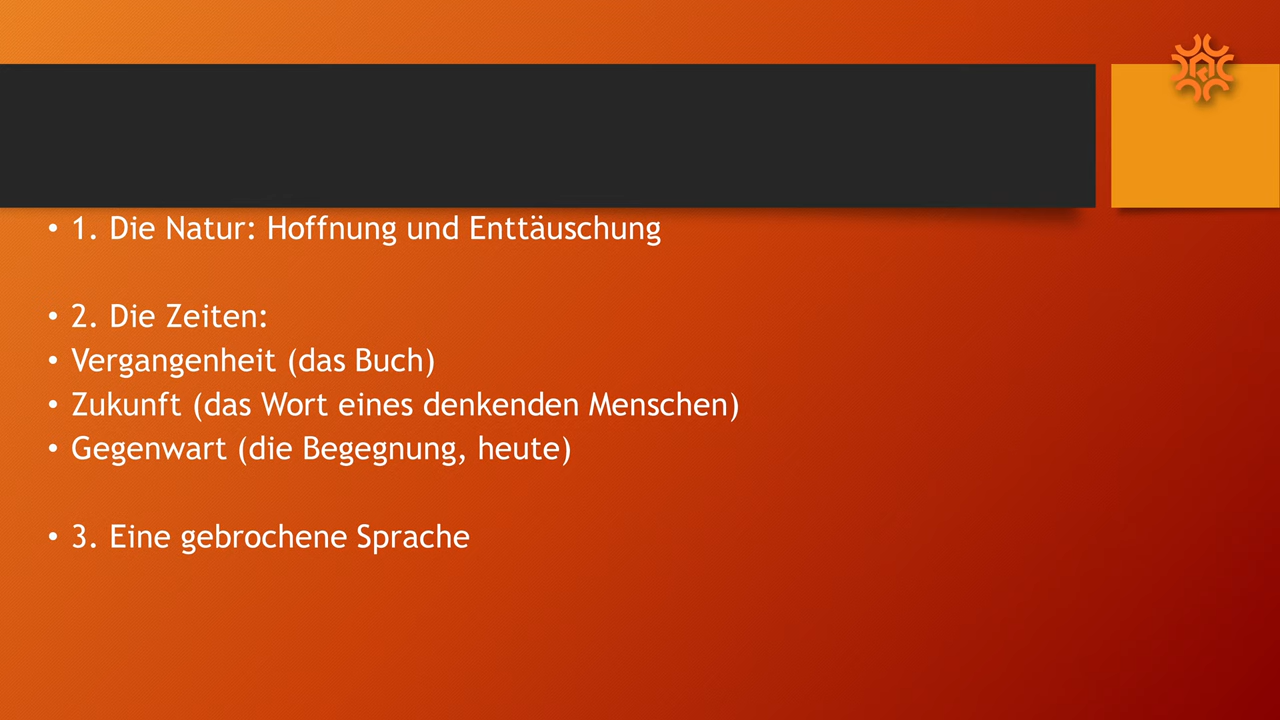 • 1. Die Natur: Hoffnung und Enttäuschung
• 2. Die Zeiten:
• Vergangenheit (das Buch)
• Zukunft (das Wort eines denkenden Menschen)
• Gegenwart (die Begegnung, heute)
• 3. Eine gebrochene Sprache